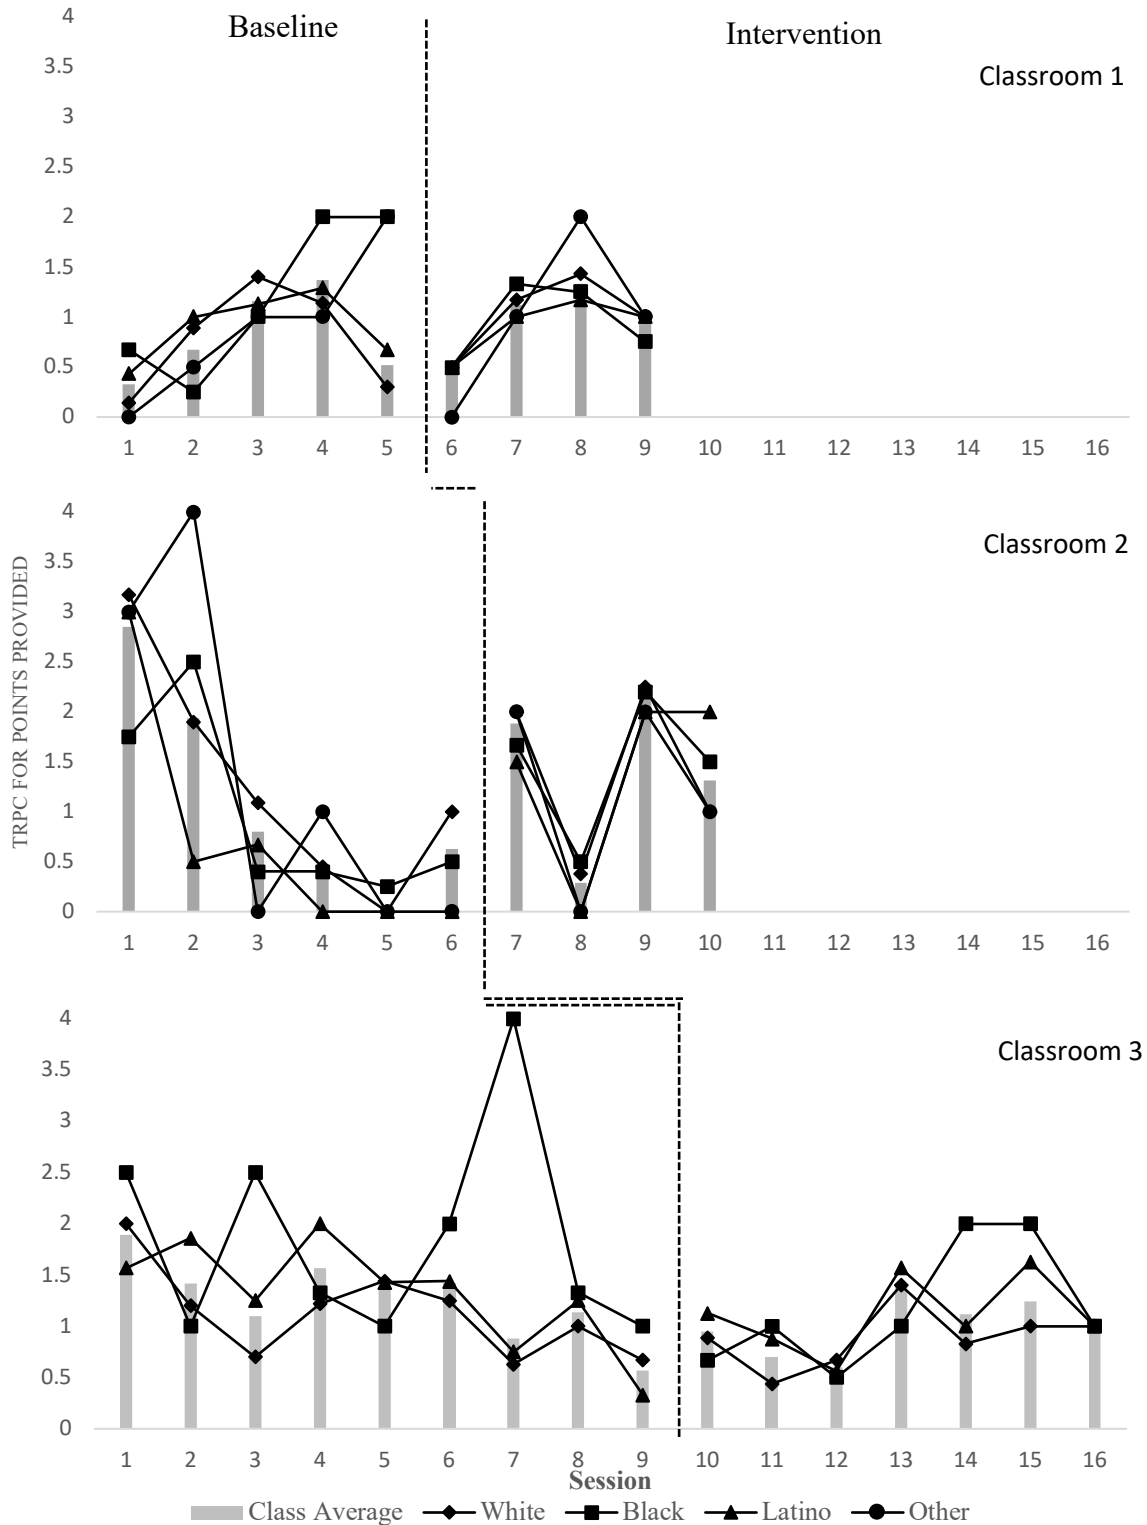 Baseline Intervention
Classroom 1
4
3.5
3
2.5
2
1.5
1
0.5
0
1 2 3 4 5 6 7 8 9 10 11 12 13 14 15 16
Classroom 2
TRPC FOR POINTS PROVIDED
4
3.5
3
2.5
2
1.5
1
0.5
0
1 2 3 4 5 6 7 8 9 10 11 12 13 14 15 16
Classroom 3
4
3.5
3
2.5
2
1.5
1
0.5
0
1 2 3 4 5 6 7 8 9 10 11 12 13 14 15 16
Session
Class Average White Black Latino Other